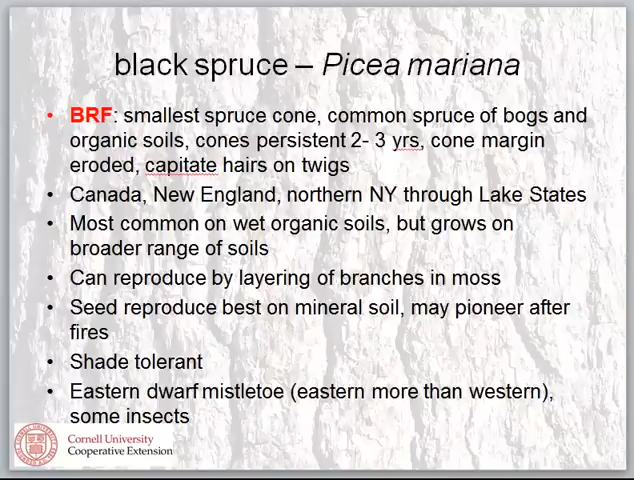 black spruce – Picea mariana
• BRF: smallest spruce cone, common spruce of bogs and
organic soils, cones persistent 2- 3 yrs, cone margin
eroded, capitate hairs on twigs
• Canada, New England, northern NY through Lake States
• Most common on wet organic soils, but grows on
broader range of soils
• Can reproduce by layering of branches in moss
• Seed reproduce best on mineral soil, may pioneer after
fires
• Shade tolerant
• Eastern dwarf mistletoe (eastern more than western),
some insects
Cornell University
Cooperative Extension